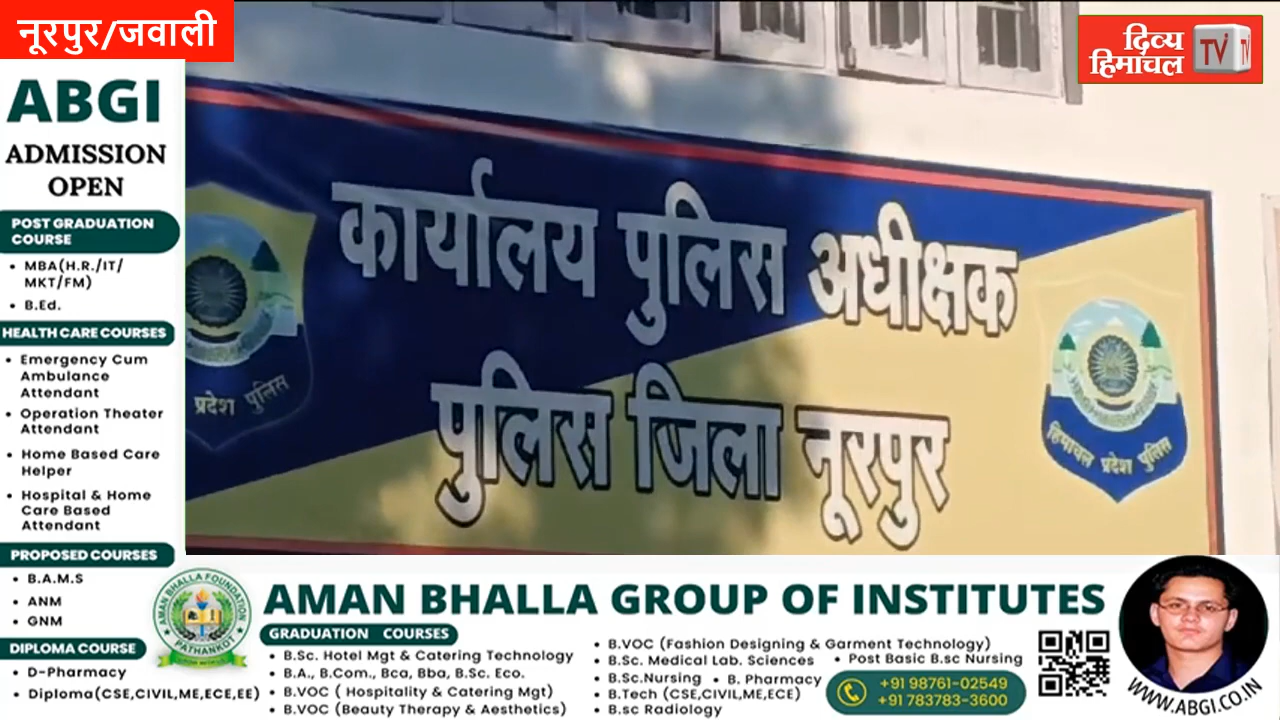 नूरपुर/जवाली
दिव्य
हिमाचल
TV
TV
ABGI
ADMISSION
OPEN
POST GRADUATION
COURSE
• MBA(H.R./IT/
MKT/FM)
• B.Ed.
HEALTH CARE COURSES
• Emergency Cum
Ambulance
Attendant
• Operation Theater
Attendant
• Home Based Care
Helper
• Hospital & Home
Care Based
Attendant
PROPOSED COURSES
• B.A.M.S
• ANM
• GNM
DIPLOMA COURSE
• D-Pharmacy
• Diploma(CSE,CIVIL,ME,ECE,EE)
कार्यालय पुलिस अधीक्षक
पुलिस जिला नूरपुर
प्रदेश पुलिस
हिमाचल प्रदेश पुलिस
AMAN BHALLA FOUNDATION
PATHANKOT
AMAN BHALLA GROUP OF INSTITUTES
GRADUATION COURSES
• B.Sc. Hotel Mgt & Catering Technology
• B.A., B.Com., Bca, Bba, B.Sc. Eco.
• B.VOC ( Hospitality & Catering Mgt)
• B.VOC (Beauty Therapy & Aesthetics)
• B.VOC (Fashion Designing & Garment Technology)
• B.Sc. Medical Lab. Sciences • Post Basic B.sc Nursing
• B.Sc.Nursing • B. Pharmacy
• B.Tech (CSE,CIVIL,ME,ECE)
• B.sc Radiology
+91 98761-02549
+91 783783-3600
WWW.ABGI.CO.IN